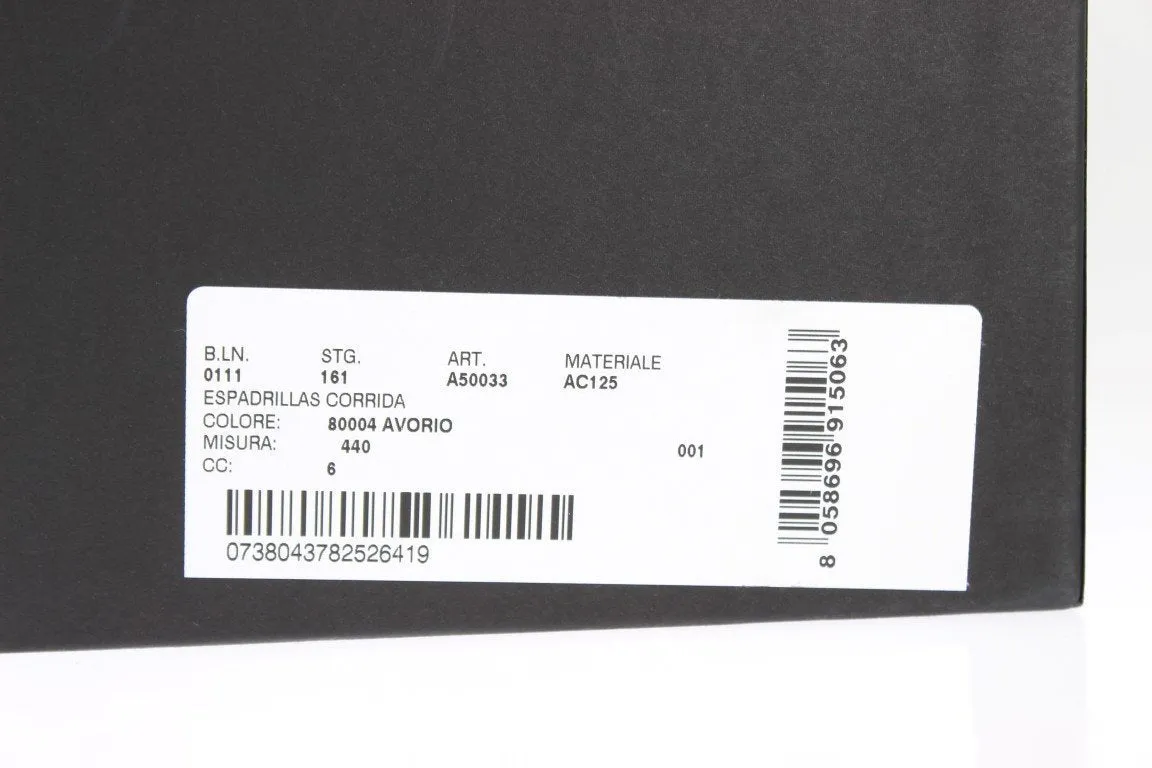 B.LN. STG. ART. MATERIALE
0111 161 A50033 AC125
ESPADRILLAS CORRIDA
COLORE: 80004 AVORIO
MISURA: 440 001
CC: 6
0738043782526419
8 058696 915063